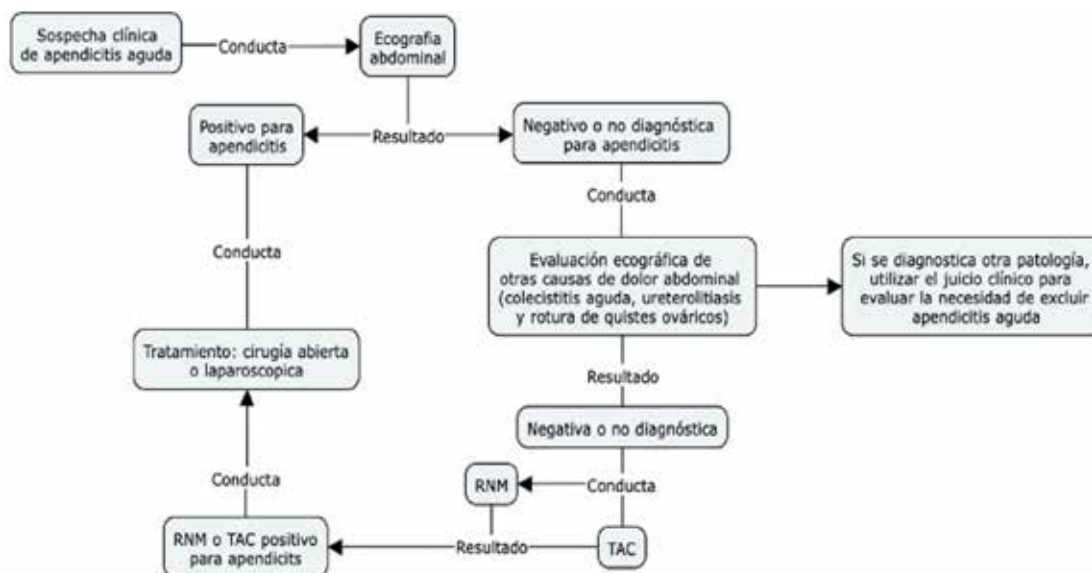 Sospecha clínica
de apendicitis aguda
Conducta
Ecografia
abdominal
Resultado
Positivo para
apendicitis
Negativo o no diagnóstica
para apendicitis
Conducta
Conducta
Evaluación ecográfica de
otras causas de dolor abdominal
(colecistitis aguda, ureterolitiasis
y rotura de quistes ováricos)
Si se diagnostica otra patología,
utilizar el juicio clínico para
evaluar la necesidad de excluir
apendicitis aguda
Tratamiento: cirugía abierta
o laparoscopica
Resultado
Negativa o no diagnóstica
Conducta
RNM
Conducta
RNM o TAC positivo
para apendicits
Resultado
TAC